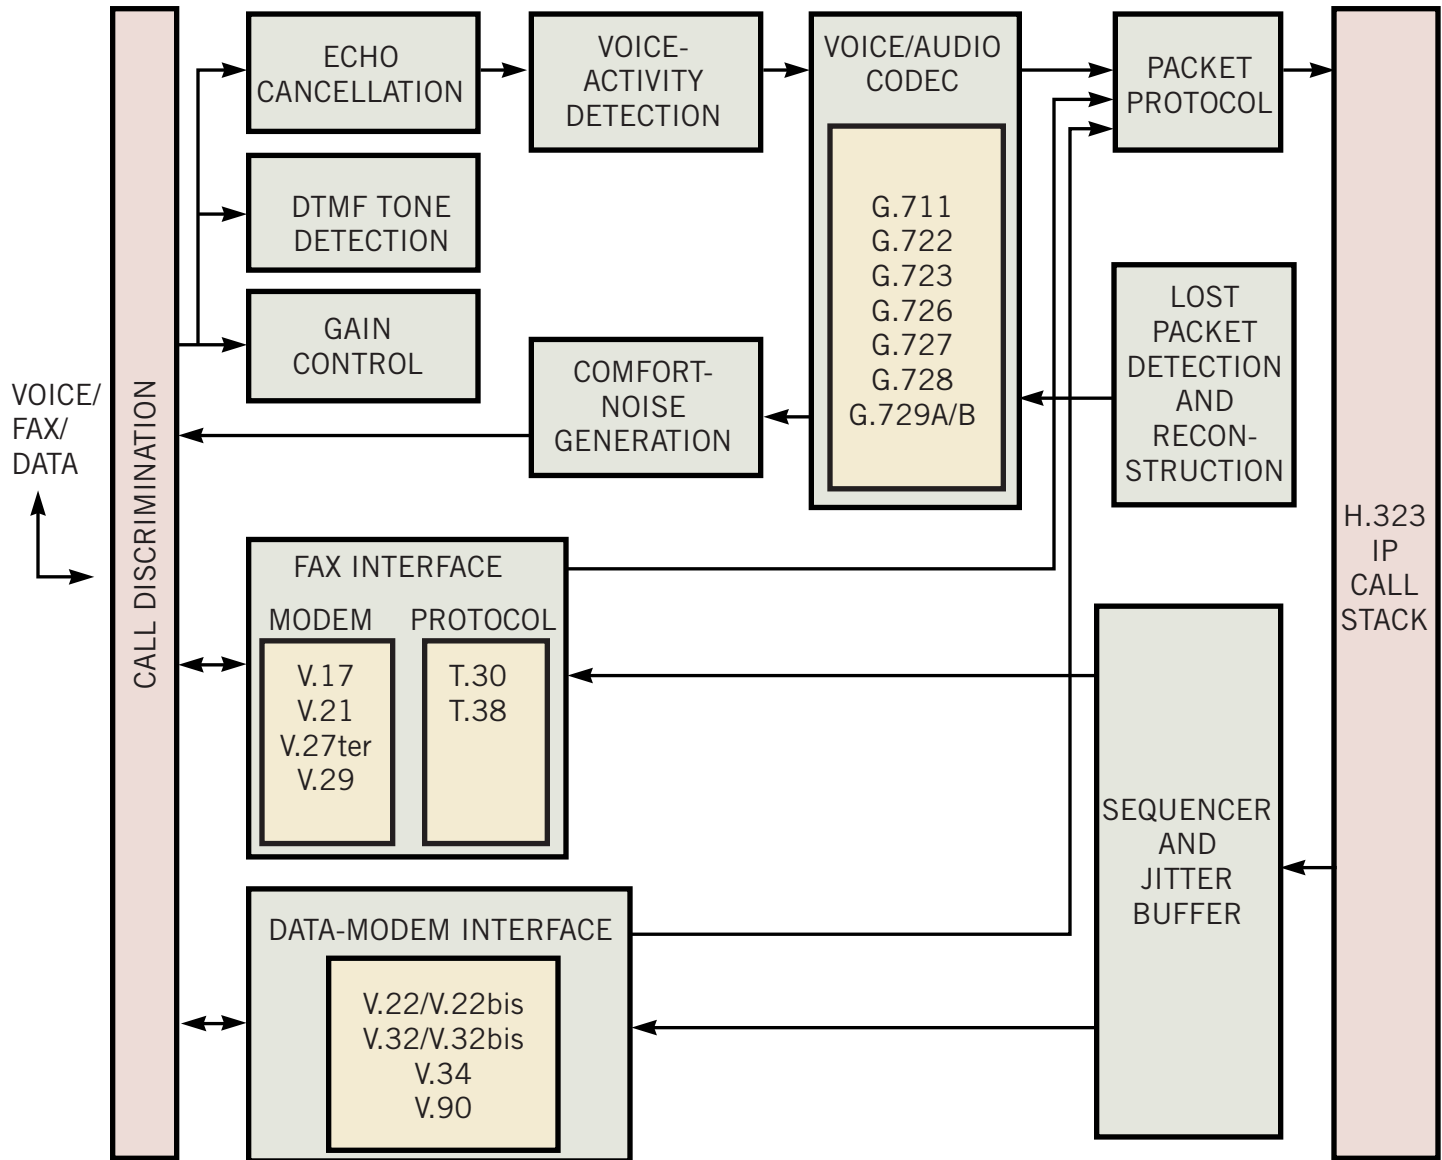 VOICE/
FAX/
DATA
CALL DISCRIMINATION
ECHO
CANCELLATION
VOICE-
ACTIVITY
DETECTION
VOICE/AUDIO
CODEC
G.711
G.722
G.723
G.726
G.727
G.728
G.729A/B
PACKET
PROTOCOL
DTMF TONE
DETECTION
GAIN
CONTROL
COMFORT-
NOISE
GENERATION
LOST
PACKET
DETECTION
AND
RECON-
STRUCTION
FAX INTERFACE
MODEM
V.17
V.21
V.27ter
V.29
PROTOCOL
T.30
T.38
DATA-MODEM INTERFACE
V.22/V.22bis
V.32/V.32bis
V.34
V.90
SEQUENCER
AND
JITTER
BUFFER
H.323
IP
CALL
STACK